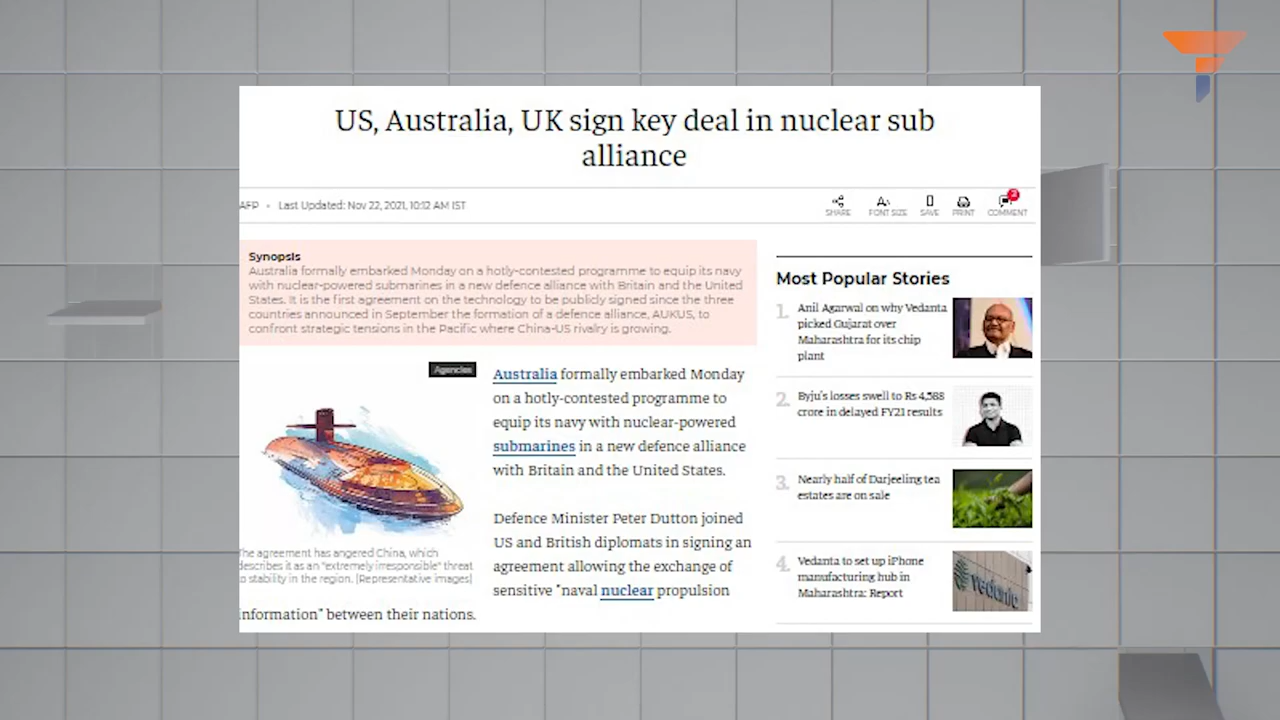 US, Australia, UK sign key deal in nuclear sub
alliance
AFP • Last Updated: Nov 22, 2021, 10:12 AM IST
SHARE
FONT SIZE
SAVE
PRINT
2
COMMENT
Synopsis
Australia formally embarked Monday on a hotly-contested programme to equip its navy
with nuclear-powered submarines in a new defence alliance with Britain and the United
States. It is the first agreement on the technology to be publicly signed since the three
countries announced in September the formation of a defence alliance, AUKUS, to
confront strategic tensions in the Pacific where China-US rivalry is growing.
Agencies
The agreement has angered China, which
describes it as an "extremely irresponsible" threat
to stability in the region. [Representative images]
Australia formally embarked Monday
on a hotly-contested programme to
equip its navy with nuclear-powered
submarines in a new defence alliance
with Britain and the United States.
Defence Minister Peter Dutton joined
US and British diplomats in signing an
agreement allowing the exchange of
sensitive "naval nuclear propulsion
information" between their nations.
Most Popular Stories
1. Anil Agarwal on why Vedanta
picked Gujarat over
Maharashtra for its chip
plant
2. Byju's losses swell to Rs 4,588
crore in delayed FY21 results
3. Nearly half of Darjeeling tea
estates are on sale
4. Vedanta to set up iPhone
manufacturing hub in
Maharashtra: Report
vedanta